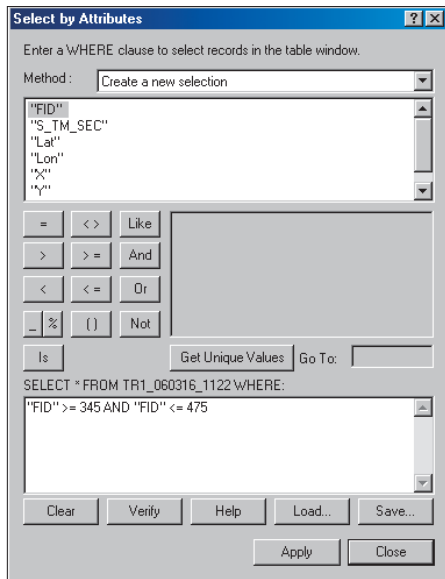 Select by Attributes ? ×
Enter a WHERE clause to select records in the table window.
Method : Create a new selection
"FID"
"S_TM_SEC"
"Lat"
"Lon"
"X"
"Y"
= < > Like
> > = And
< < = Or
_ % ( ) Not
Is Get Unique Values Go To:
SELECT * FROM TR1_060316_1122 WHERE:
"FID" >= 345 AND "FID" <= 475
Clear Verify Help Load... Save...
Apply Close